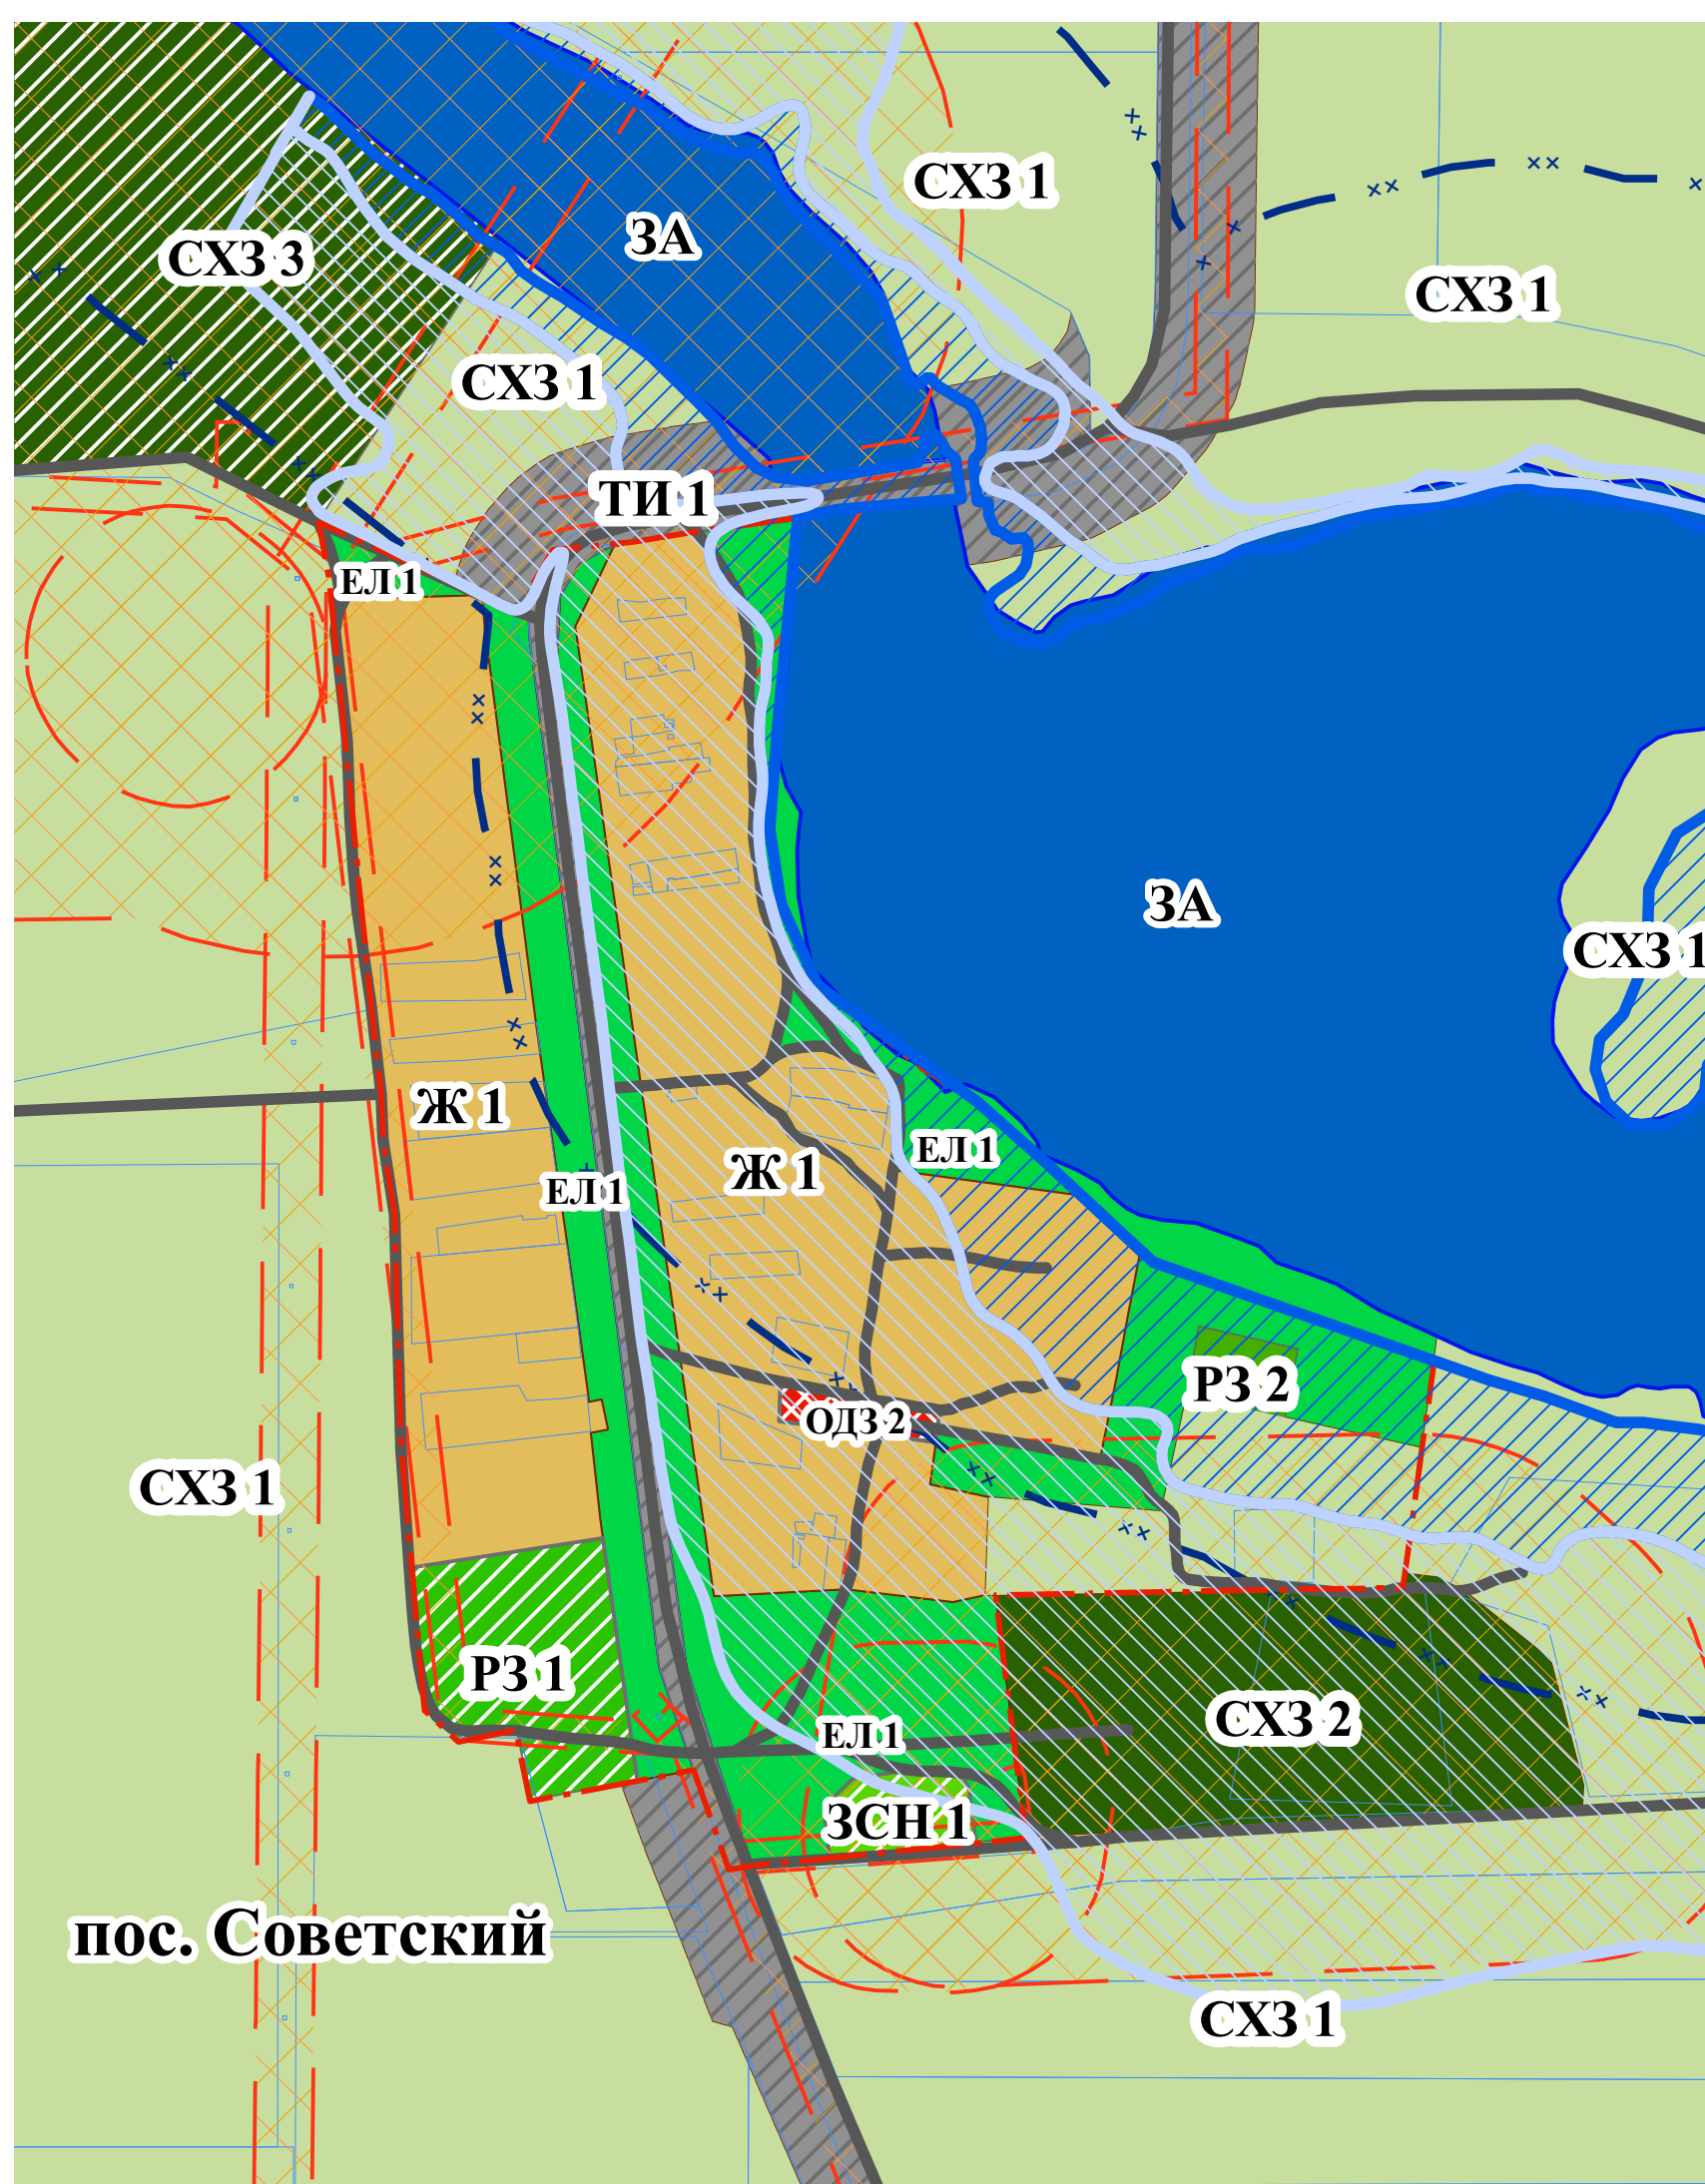 СХЗ 1
ЗА
СХЗ 3
СХЗ 1
СХЗ 1
ТИ 1
ЕЛ 1
ЗА
СХЗ 1
Ж 1
ЕЛ 1
Ж 1
ЕЛ 1
РЗ 2
ОДЗ 2
СХЗ 1
РЗ 1
СХЗ 2
ЕЛ 1
ЗСН 1
пос. Советский
СХЗ 1